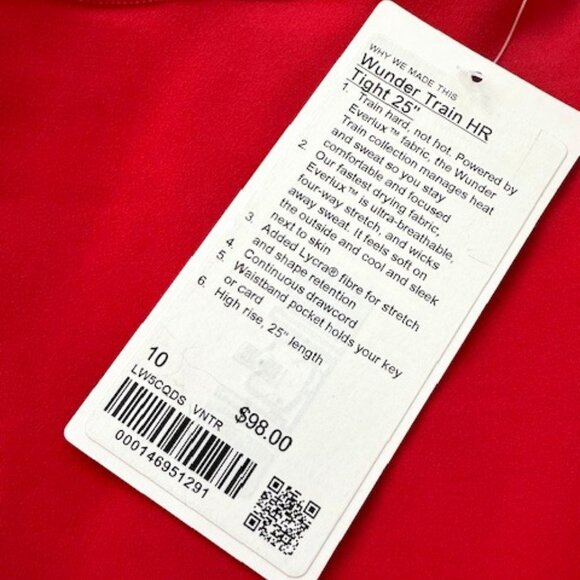 WHY WE MADE THIS
Wunder Train HR
Tight 25"
1. Train hard, not hot. Powered by
Everlux™ fabric, the Wunder
Train collection manages heat
and sweat so you stay
comfortable and focused
2. Our fastest drying fabric,
Everlux™ is ultra-breathable,
four-way stretch, and wicks
away sweat. It feels soft on
the outside and cool and sleek
next to skin
3. Added Lycra® fibre for stretch
and shape retention
4. Continuous drawcord
5. Waistband pocket holds your key
or card
6. High rise, 25" length
10
LW5CQDS VNTR
$98.00
000146951291